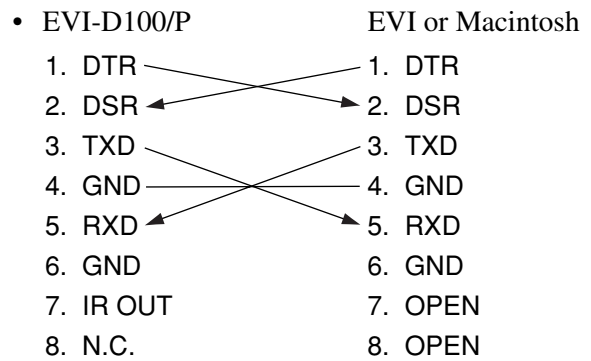 • EVI-D100/P EVI or Macintosh
1. DTR 1. DTR
2. DSR 2. DSR
3. TXD 3. TXD
4. GND 4. GND
5. RXD 5. RXD
6. GND 6. GND
7. IR OUT 7. OPEN
8. N.C. 8. OPEN